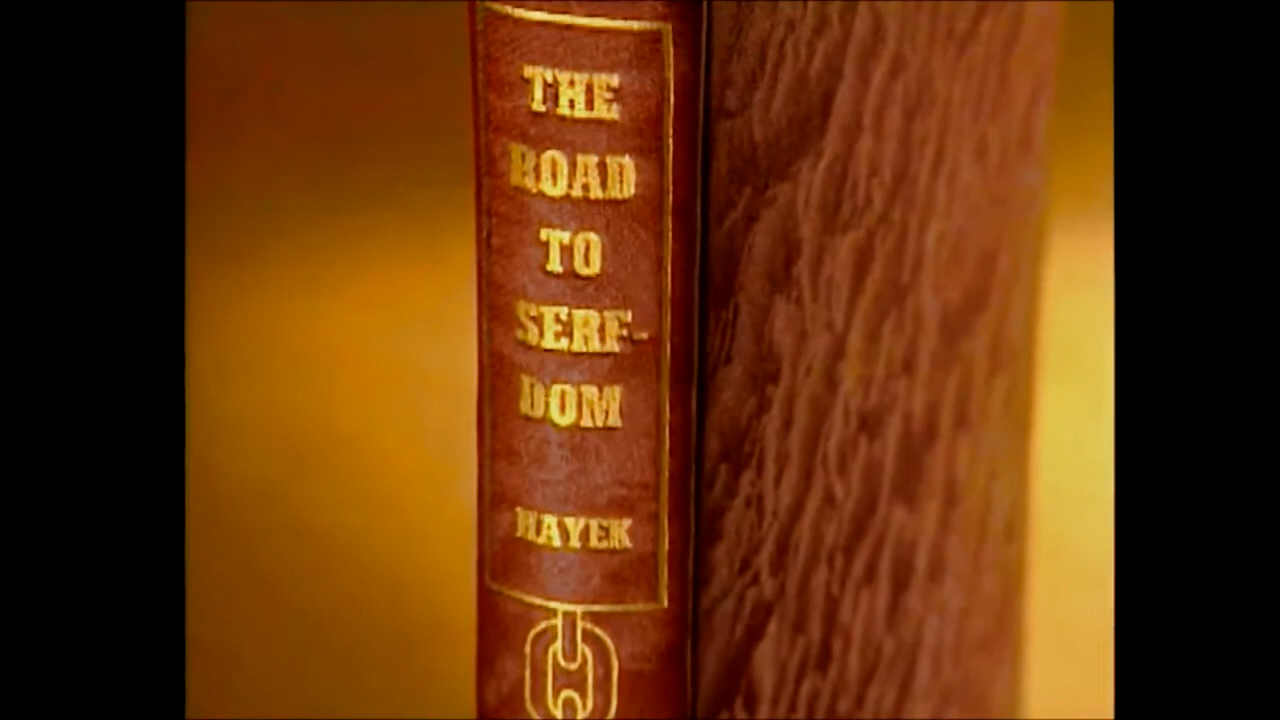 THE
ROAD
TO
SERF-
DOM
HAYEK